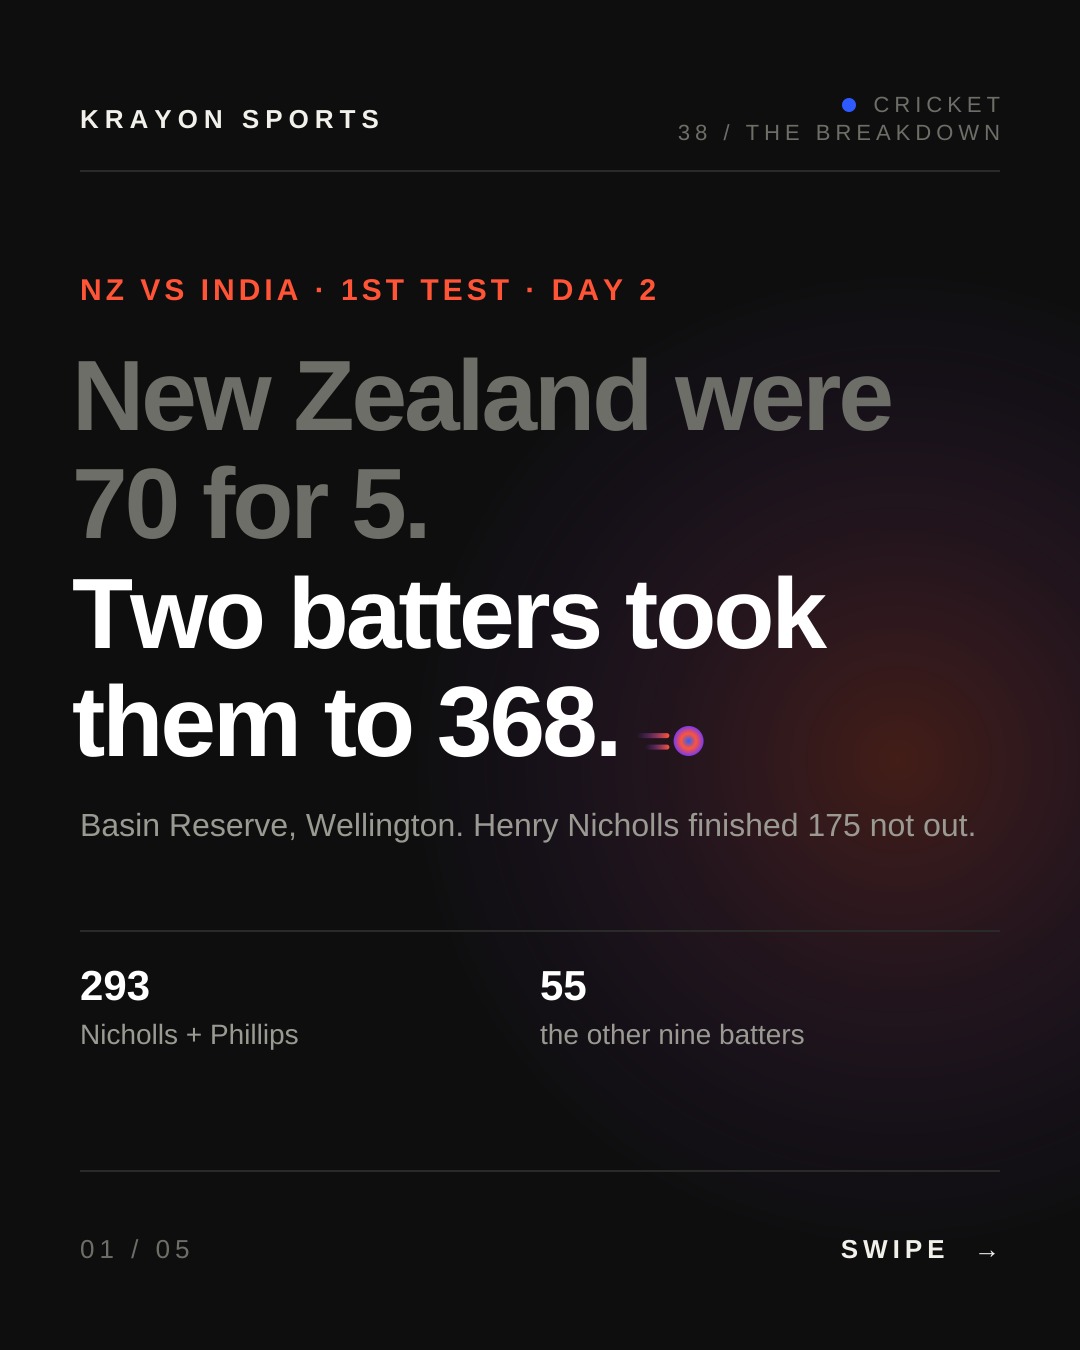 KRAYON SPORTS
CRICKET
38 / THE BREAKDOWN
NZ VS INDIA · 1ST TEST · DAY 2
New Zealand were
70 for 5.
Two batters took
them to 368.
Basin Reserve, Wellington. Henry Nicholls finished 175 not out.
293
Nicholls + Phillips
55
the other nine batters
01 / 05
SWIPE →